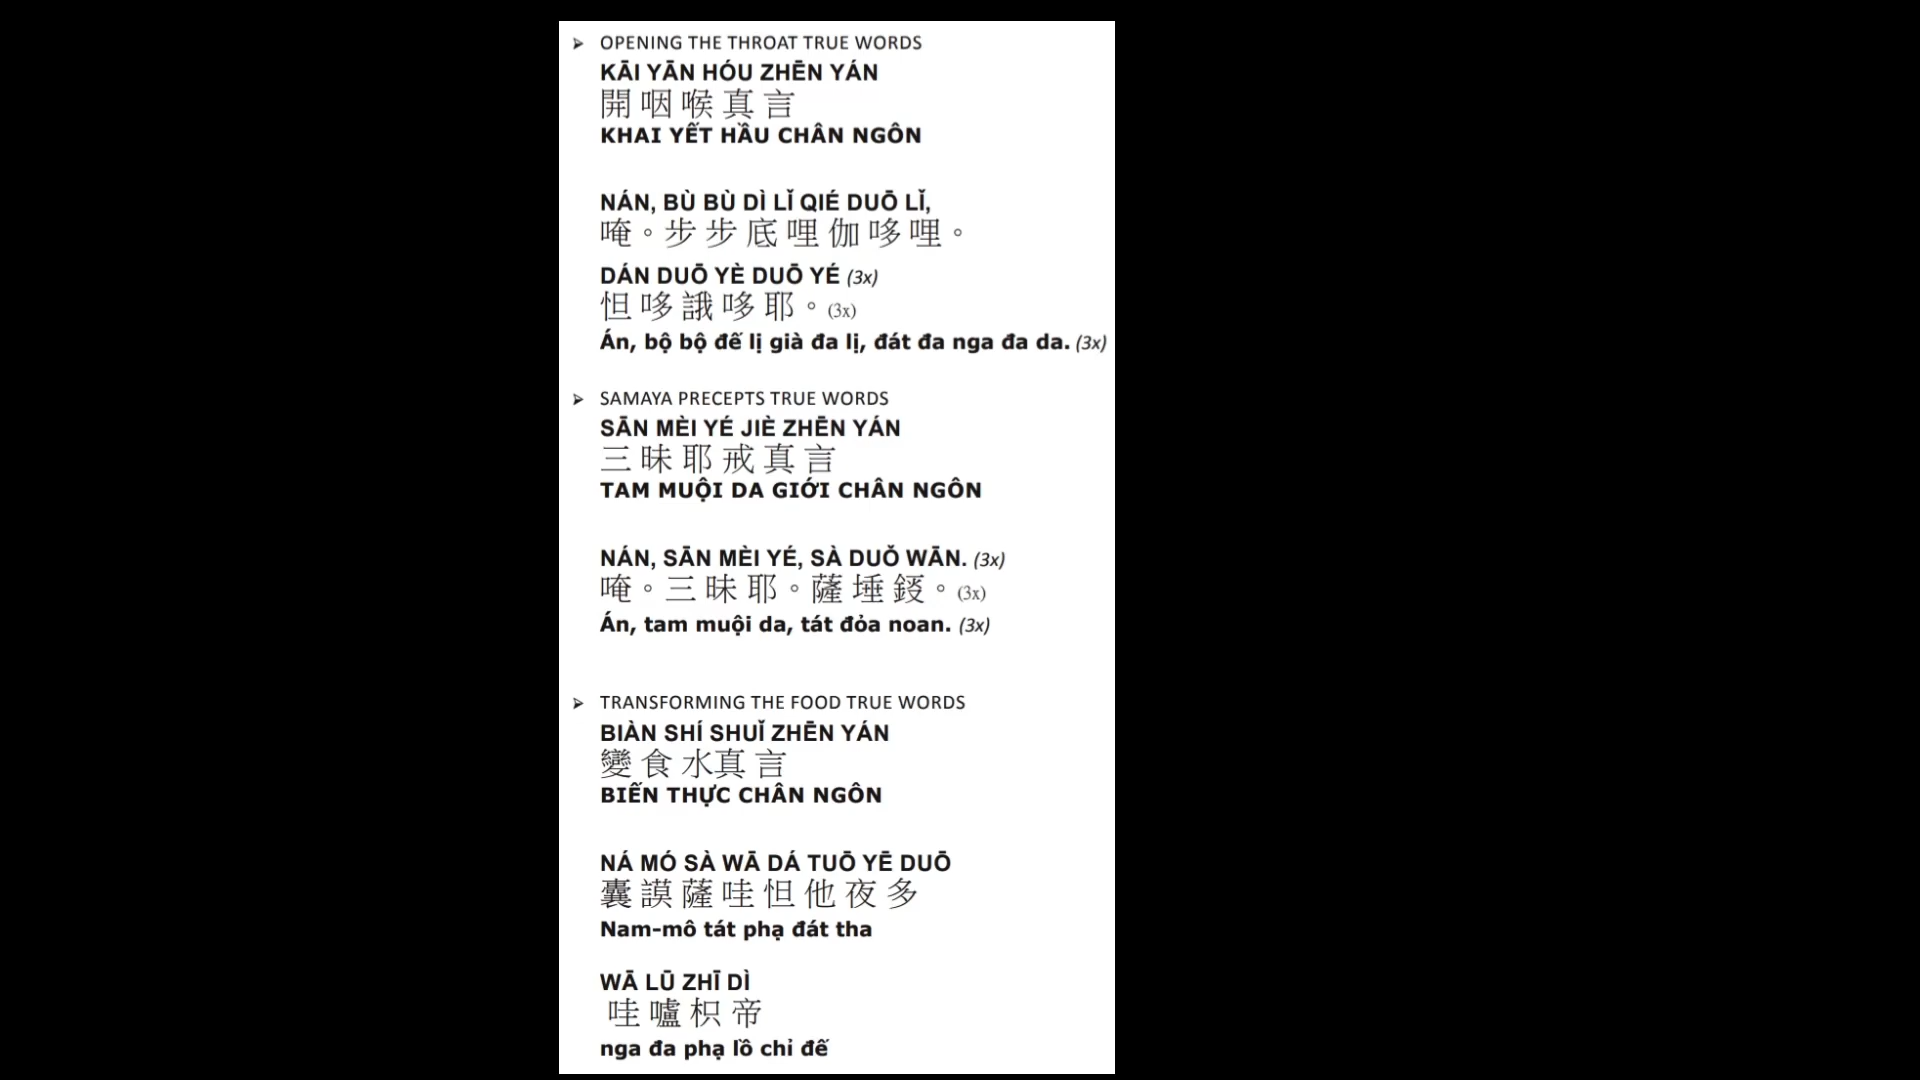 ➢ OPENING THE THROAT TRUE WORDS
KĀI YĀN HÓU ZHĒN YÁN
開 咽 喉 真 言
KHAI YẾT HẦU CHÂN NGÔN
NÁN, BÙ BÙ DÌ LǏ QIÉ DUŌ LǏ,
唵。步 步 底 哩 伽 哆 哩。
DÁN DUŌ YÈ DUŌ YÉ (3x)
怛 哆 誐 哆 耶。(3x)
Án, bộ bộ đế lị già đa lị, đát đa nga đa da. (3x)
➢ SAMAYA PRECEPTS TRUE WORDS
SĀN MÈI YÉ JIÈ ZHĒN YÁN
三 昧 耶 戒 真 言
TAM MUỘI DA GIỚI CHÂN NGÔN
NÁN, SĀN MÈI YÉ, SÀ DUǑ WĀN. (3x)
唵。三 昧 耶。薩 埵 鋄。(3x)
Án, tam muội da, tát đỏa noan. (3x)
➢ TRANSFORMING THE FOOD TRUE WORDS
BIÀN SHÍ SHUǏ ZHĒN YÁN
變 食 水真 言
BIẾN THỰC CHÂN NGÔN
NÁ MÓ SÀ WĀ DÁ TUŌ YĒ DUŌ
曩 謨 薩 哇 怛 他 夜 多
Nam-mô tát phạ đát tha
WĀ LŪ ZHĪ DÌ
哇 嚧 枳 帝
nga đa phạ lồ chỉ đế